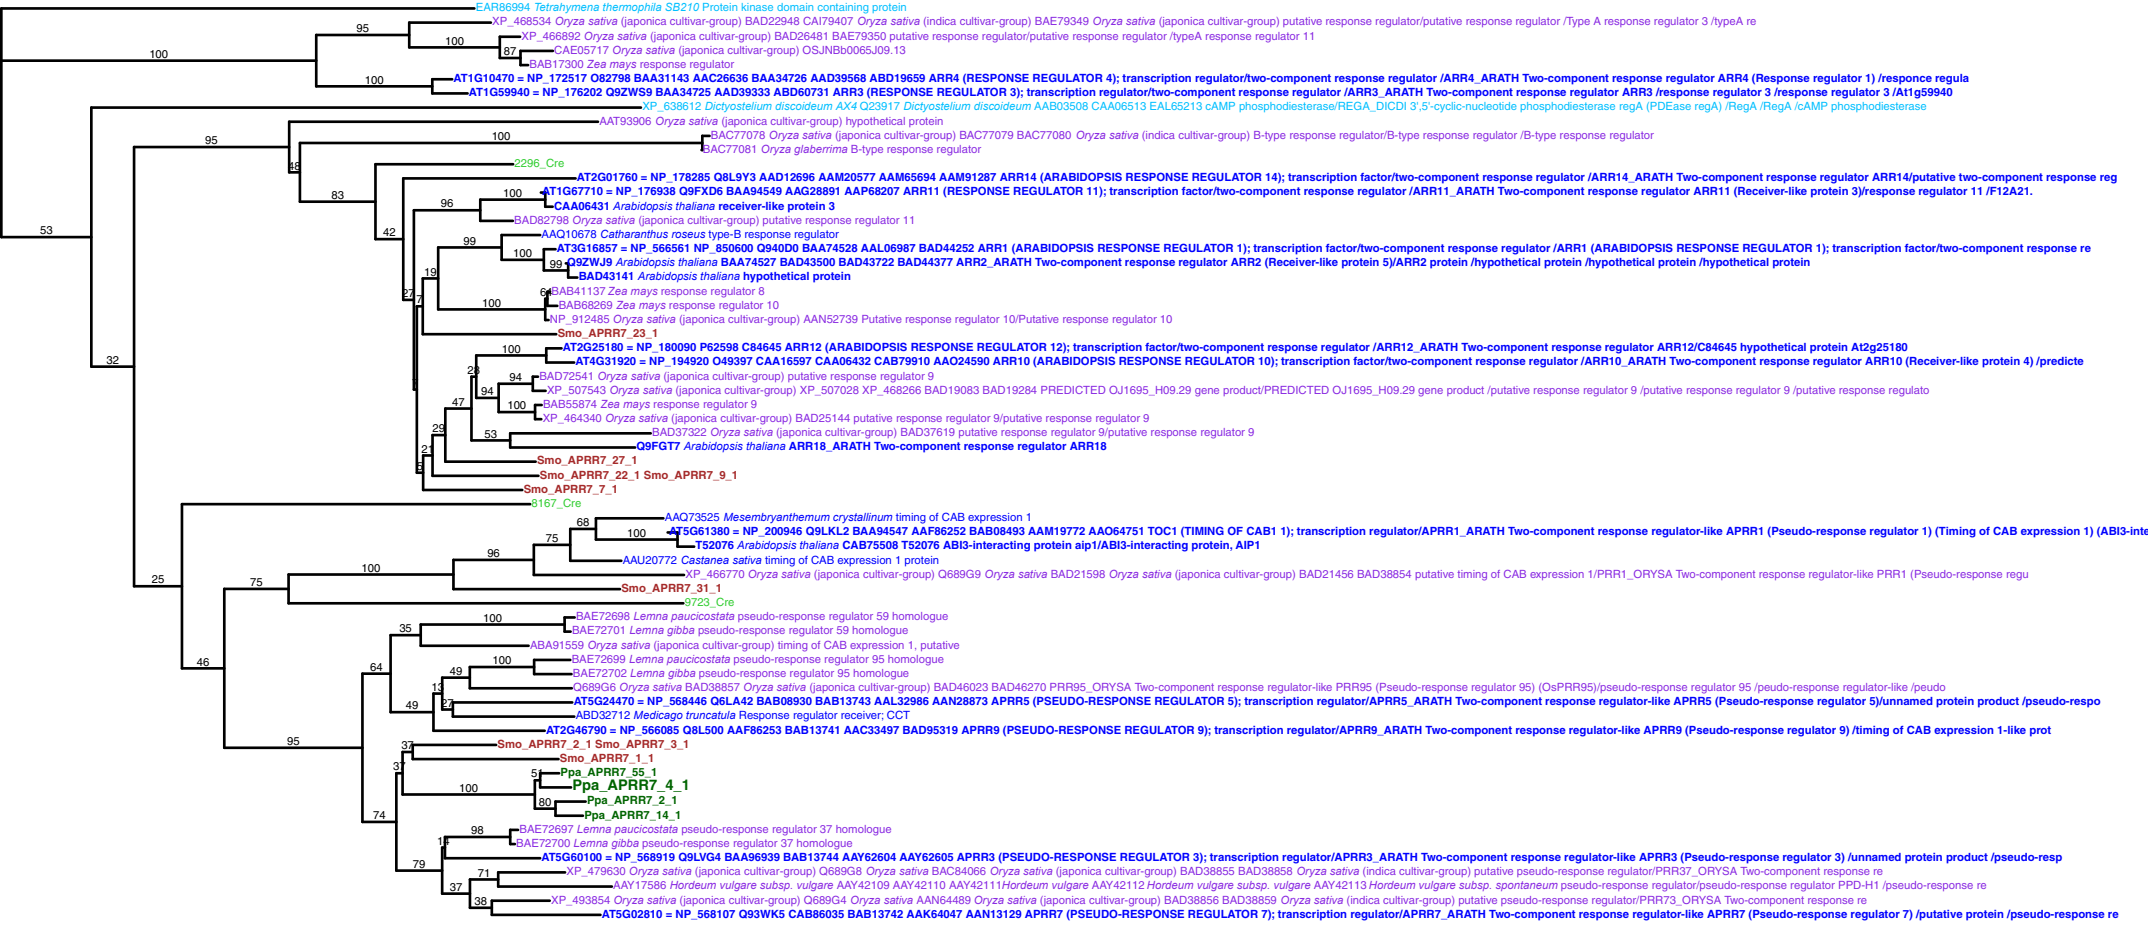 EAR86994 Tetrahymena thermophila SB210 Protein kinase domain containing protein
XP_468534 Oryza sativa (japonica cultivar-group) BAD22948 CAI79407 Oryza sativa (indica cultivar-group) BAE79349 Oryza sativa (japonica cultivar-group) putative response regulator/putative response regulator /Type A response regulator 3 /typeA re
95
XP_466892 Oryza sativa (japonica cultivar-group) BAD26481 BAE79350 putative response regulator/putative response regulator /typeA response regulator 11
100
87 CAE05717 Oryza sativa (japonica cultivar-group) OSJNBb0065J09.13
100
BAB17300 Zea mays response regulator
100 AT1G10470 = NP_172517 O82798 BAA31143 AAC26636 BAA34726 AAD39568 ABD19659 ARR4 (RESPONSE REGULATOR 4); transcription regulator/two-component response regulator /ARR4_ARATH Two-component response regulator ARR4 (Response regulator 1) /responce regula
AT1G59940 = NP_176202 Q9ZWS9 BAA34725 AAD39333 ABD60731 ARR3 (RESPONSE REGULATOR 3); transcription regulator/two-component response regulator /ARR3_ARATH Two-component response regulator ARR3 /response regulator 3 /response regulator 3 /At1g59940
XP_638612 Dictyostelium discoideum AX4 Q23917 Dictyostelium discoideum AAB03508 CAA06513 EAL65213 cAMP phosphodiesterase/REGA_DICDI 3',5'-cyclic-nucleotide phosphodiesterase regA (PDEase regA) /RegA /RegA /cAMP phosphodiesterase
AAT93906 Oryza sativa (japonica cultivar-group) hypothetical protein
95 100 BAC77078 Oryza sativa (japonica cultivar-group) BAC77079 BAC77080 Oryza sativa (indica cultivar-group) B-type response regulator/B-type response regulator /B-type response regulator
BAC77081 Oryza glaberrima B-type response regulator
48 2296_Cre
AT2G01760 = NP_178285 Q8L9Y3 AAD12696 AAM20577 AAM65694 AAM91287 ARR14 (ARABIDOPSIS RESPONSE REGULATOR 14); transcription factor/two-component response regulator /ARR14_ARATH Two-component response regulator ARR14/putative two-component response reg
83 100 AT1G67710 = NP_176938 Q9FXD6 BAA94549 AAG28891 AAP68207 ARR11 (RESPONSE REGULATOR 11); transcription factor/two-component response regulator /ARR11_ARATH Two-component response regulator ARR11 (Receiver-like protein 3)/response regulator 11 /F12A21.
96 CAA06431 Arabidopsis thaliana receiver-like protein 3
BAD82798 Oryza sativa (japonica cultivar-group) putative response regulator 11
53 42 AAQ10678 Catharanthus roseus type-B response regulator
99 100 AT3G16857 = NP_566561 NP_850600 Q940D0 BAA74528 AAL06987 BAD44252 ARR1 (ARABIDOPSIS RESPONSE REGULATOR 1); transcription factor/two-component response regulator /ARR1 (ARABIDOPSIS RESPONSE REGULATOR 1); transcription factor/two-component response re
99 Q9ZWJ9 Arabidopsis thaliana BAA74527 BAD43500 BAD43722 BAD44377 ARR2_ARATH Two-component response regulator ARR2 (Receiver-like protein 5)/ARR2 protein /hypothetical protein /hypothetical protein /hypothetical protein
19 BAD43141 Arabidopsis thaliana hypothetical protein
27 BAB41137 Zea mays response regulator 8
7 100 BAB68269 Zea mays response regulator 10
NP_912485 Oryza sativa (japonica cultivar-group) AAN52739 Putative response regulator 10/Putative response regulator 10
Smo_APRR7_23_1
32 100 AT2G25180 = NP_180090 P62598 C84645 ARR12 (ARABIDOPSIS RESPONSE REGULATOR 12); transcription factor/two-component response regulator /ARR12_ARATH Two-component response regulator ARR12/C84645 hypothetical protein At2g25180
AT4G31920 = NP_194920 O49397 CAA16597 CAA06432 CAB79910 AAO24590 ARR10 (ARABIDOPSIS RESPONSE REGULATOR 10); transcription factor/two-component response regulator /ARR10_ARATH Two-component response regulator ARR10 (Receiver-like protein 4) /predicte
28 94 BAD72541 Oryza sativa (japonica cultivar-group) putative response regulator 9
94 XP_507543 Oryza sativa (japonica cultivar-group) XP_507028 XP_468266 BAD19083 BAD19284 PREDICTED OJ1695_H09.29 gene product/PREDICTED OJ1695_H09.29 gene product /putative response regulator 9 /putative response regulator 9 /putative response regulato
47 100 BAB55874 Zea mays response regulator 9
XP_464340 Oryza sativa (japonica cultivar-group) BAD25144 putative response regulator 9/putative response regulator 9
29 53 BAD37322 Oryza sativa (japonica cultivar-group) BAD37619 putative response regulator 9/putative response regulator 9
21 Q9FGT7 Arabidopsis thaliana ARR18_ARATH Two-component response regulator ARR18
Smo_APRR7_27_1
Smo_APRR7_22_1 Smo_APRR7_9_1
Smo_APRR7_7_1
8167_Cre
68 AAQ73525 Mesembryanthemum crystallinum timing of CAB expression 1
100 AT5G61380 = NP_200946 Q9LKL2 BAA94547 AAF86252 BAB08493 AAM19772 AAO64751 TOC1 (TIMING OF CAB1 1); transcription regulator/APRR1_ARATH Two-component response regulator-like APRR1 (Pseudo-response regulator 1) (Timing of CAB expression 1) (ABI3-inte
75 T52076 Arabidopsis thaliana CAB75508 T52076 ABI3-interacting protein aip1/ABI3-interacting protein, AIP1
96 AAU20772 Castanea sativa timing of CAB expression 1 protein
100 XP_466770 Oryza sativa (japonica cultivar-group) Q689G9 Oryza sativa BAD21598 Oryza sativa (japonica cultivar-group) BAD21456 BAD38854 putative timing of CAB expression 1/PRR1_ORYSA Two-component response regulator-like PRR1 (Pseudo-response regu
25 75 Smo_APRR7_31_1
9723_Cre
100 BAE72698 Lemna paucicostata pseudo-response regulator 59 homologue
35 BAE72701 Lemna gibba pseudo-response regulator 59 homologue
ABA91559 Oryza sativa (japonica cultivar-group) timing of CAB expression 1, putative
46 64 100 BAE72699 Lemna paucicostata pseudo-response regulator 95 homologue
49 BAE72702 Lemna gibba pseudo-response regulator 95 homologue
13 Q689G6 Oryza sativa BAD38857 Oryza sativa (japonica cultivar-group) BAD46023 BAD46270 PRR95_ORYSA Two-component response regulator-like PRR95 (Pseudo-response regulator 95) (OsPRR95)/pseudo-response regulator 95 /peudo-response regulator-like /peudo
49 27 AT5G24470 = NP_568446 Q6LA42 BAB08930 BAB13743 AAL32986 AAN28873 APRR5 (PSEUDO-RESPONSE REGULATOR 5); transcription regulator/APRR5_ARATH Two-component response regulator-like APRR5 (Pseudo-response regulator 5)/unnamed protein product /pseudo-respo
ABD32712 Medicago truncatula Response regulator receiver; CCT
AT2G46790 = NP_566085 Q8L500 AAF86253 BAB13741 AAC33497 BAD95319 APRR9 (PSEUDO-RESPONSE REGULATOR 9); transcription regulator/APRR9_ARATH Two-component response regulator-like APRR9 (Pseudo-response regulator 9) /timing of CAB expression 1-like prot
95 37 Smo_APRR7_2_1 Smo_APRR7_3_1
Smo_APRR7_1_1
37 51 Ppa_APRR7_55_1
100 Ppa_APRR7_4_1
80 Ppa_APRR7_2_1
74 Ppa_APRR7_14_1
98 BAE72697 Lemna paucicostata pseudo-response regulator 37 homologue
14 BAE72700 Lemna gibba pseudo-response regulator 37 homologue
79 AT5G60100 = NP_568919 Q9LVG4 BAA96939 BAB13744 AAY62604 AAY62605 APRR3 (PSEUDO-RESPONSE REGULATOR 3); transcription regulator/APRR3_ARATH Two-component response regulator-like APRR3 (Pseudo-response regulator 3) /unnamed protein product /pseudo-resp
71 XP_479630 Oryza sativa (japonica cultivar-group) Q689G8 Oryza sativa BAC84066 Oryza sativa (japonica cultivar-group) BAD38855 BAD38858 Oryza sativa (indica cultivar-group) putative pseudo-response regulator/PRR37_ORYSA Two-component response re
37 AAY17586 Hordeum vulgare subsp. vulgare AAY42109 AAY42110 AAY42111 Hordeum vulgare AAY42112 Hordeum vulgare subsp. vulgare AAY42113 Hordeum vulgare subsp. spontaneum pseudo-response regulator/pseudo-response regulator PPD-H1 /pseudo-response re
38 XP_493854 Oryza sativa (japonica cultivar-group) Q689G4 Oryza sativa AAN64489 Oryza sativa (japonica cultivar-group) BAD38856 BAD38859 Oryza sativa (indica cultivar-group) putative pseudo-response regulator/PRR73_ORYSA Two-component response re
AT5G02810 = NP_568107 Q93WK5 CAB86035 BAB13742 AAK64047 AAN13129 APRR7 (PSEUDO-RESPONSE REGULATOR 7); transcription regulator/APRR7_ARATH Two-component response regulator-like APRR7 (Pseudo-response regulator 7) /putative protein /pseudo-response re